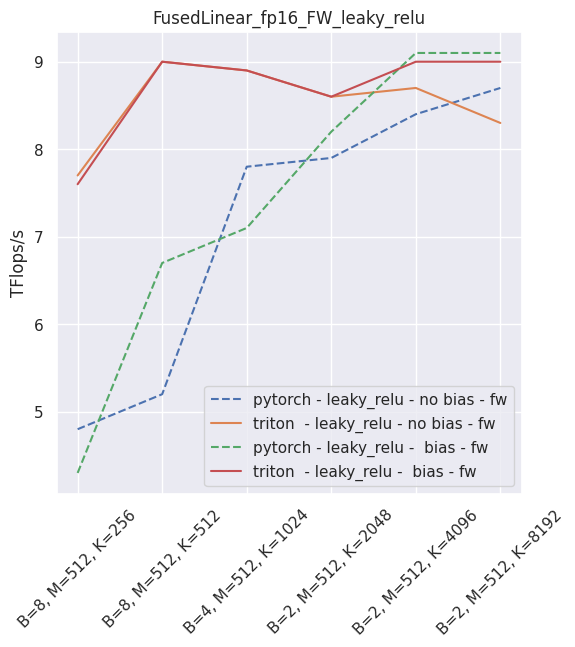 FusedLinear_fp16_FW_leaky_relu
TFlops/s
9
8
7
6
5
pytorch - leaky_relu - no bias - fw
triton  - leaky_relu - no bias - fw
pytorch - leaky_relu -  bias - fw
triton  - leaky_relu -  bias - fw
B=8, M=512, K=256
B=8, M=512, K=512
B=4, M=512, K=1024
B=2, M=512, K=2048
B=2, M=512, K=4096
B=2, M=512, K=8192